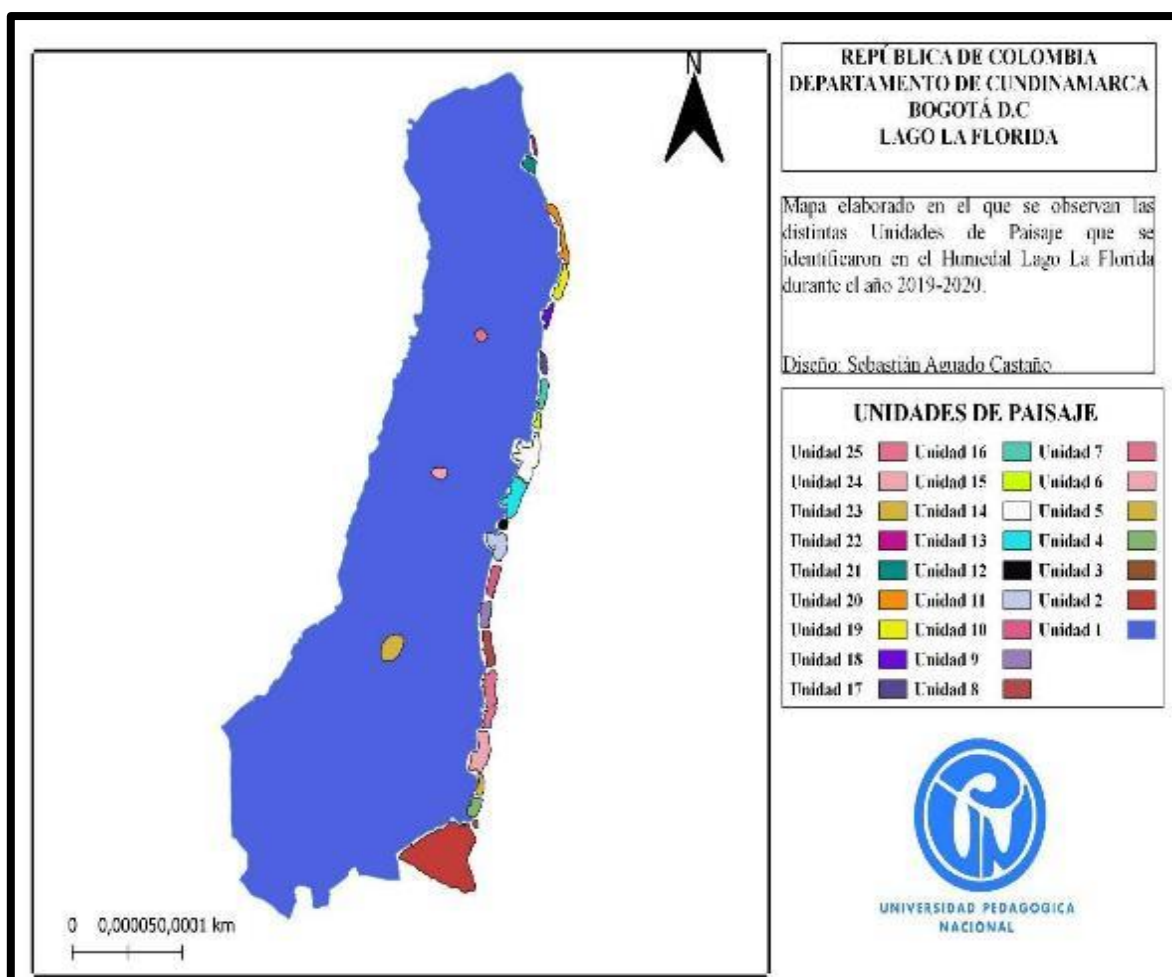 N
REPÚBLICA DE COLOMBIA
DEPARTAMENTO DE CUNDINAMARCA
BOGOTÁ D.C
LAGO LA FLORIDA
Mapa elaborado en el que se observan las
distintas Unidades de Paisaje que se
identificaron en el Humedal Lago La Florida
durante el año 2019-2020.
Diseño: Sebastián Aguado Castaño
UNIDADES DE PAISAJE
Unidad 25 Unidad 16 Unidad 7
Unidad 24 Unidad 15 Unidad 6
Unidad 23 Unidad 14 Unidad 5
Unidad 22 Unidad 13 Unidad 4
Unidad 21 Unidad 12 Unidad 3
Unidad 20 Unidad 11 Unidad 2
Unidad 19 Unidad 10 Unidad 1
Unidad 18 Unidad 9
Unidad 17 Unidad 8
UNIVERSIDAD PEDAGOGICA
NACIONAL
0 0,000050,0001 km